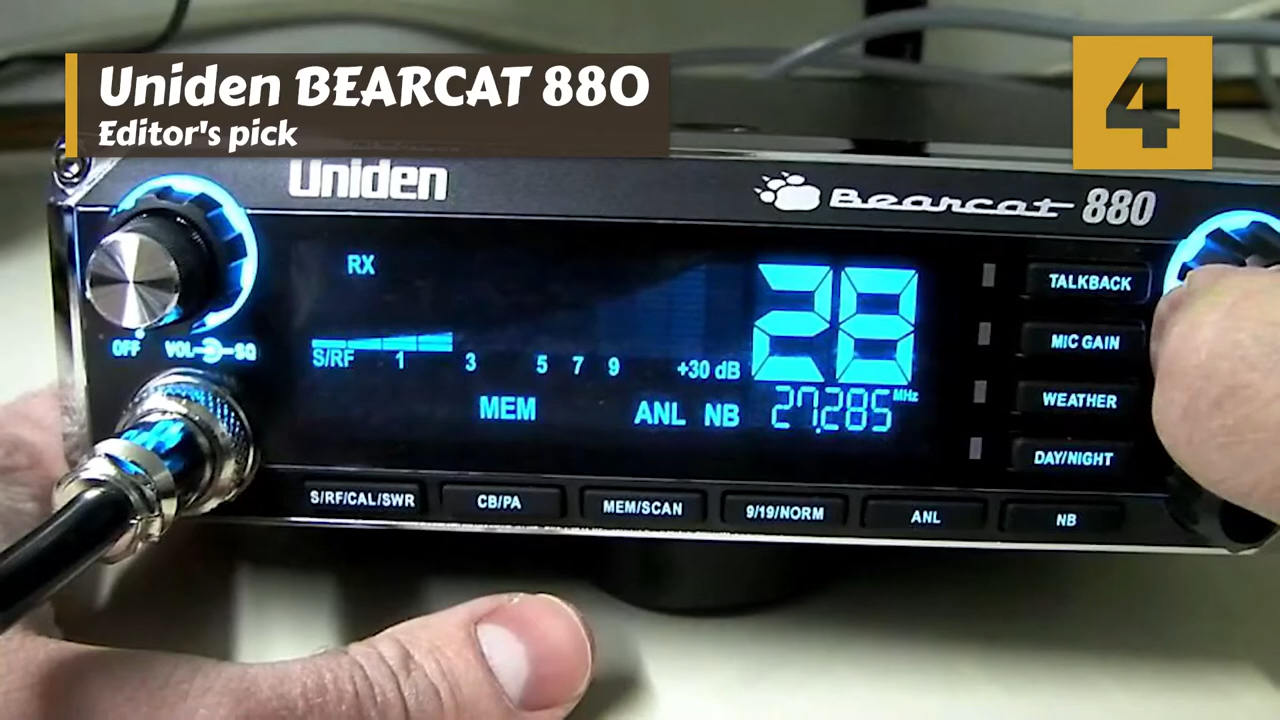 Uniden BEARCAT 880
Editor's pick
4
Uniden
Bearcat 880
RX
28
TALKBACK
S/RF 1 3 5 7 9 +30 dB
MIC GAIN
OFF VOL SQ
MEM ANL NB 27.285 MHz
WEATHER
DAY/NIGHT
S/RF/CAL/SWR CB/PA MEM/SCAN 9/19/NORM ANL NB